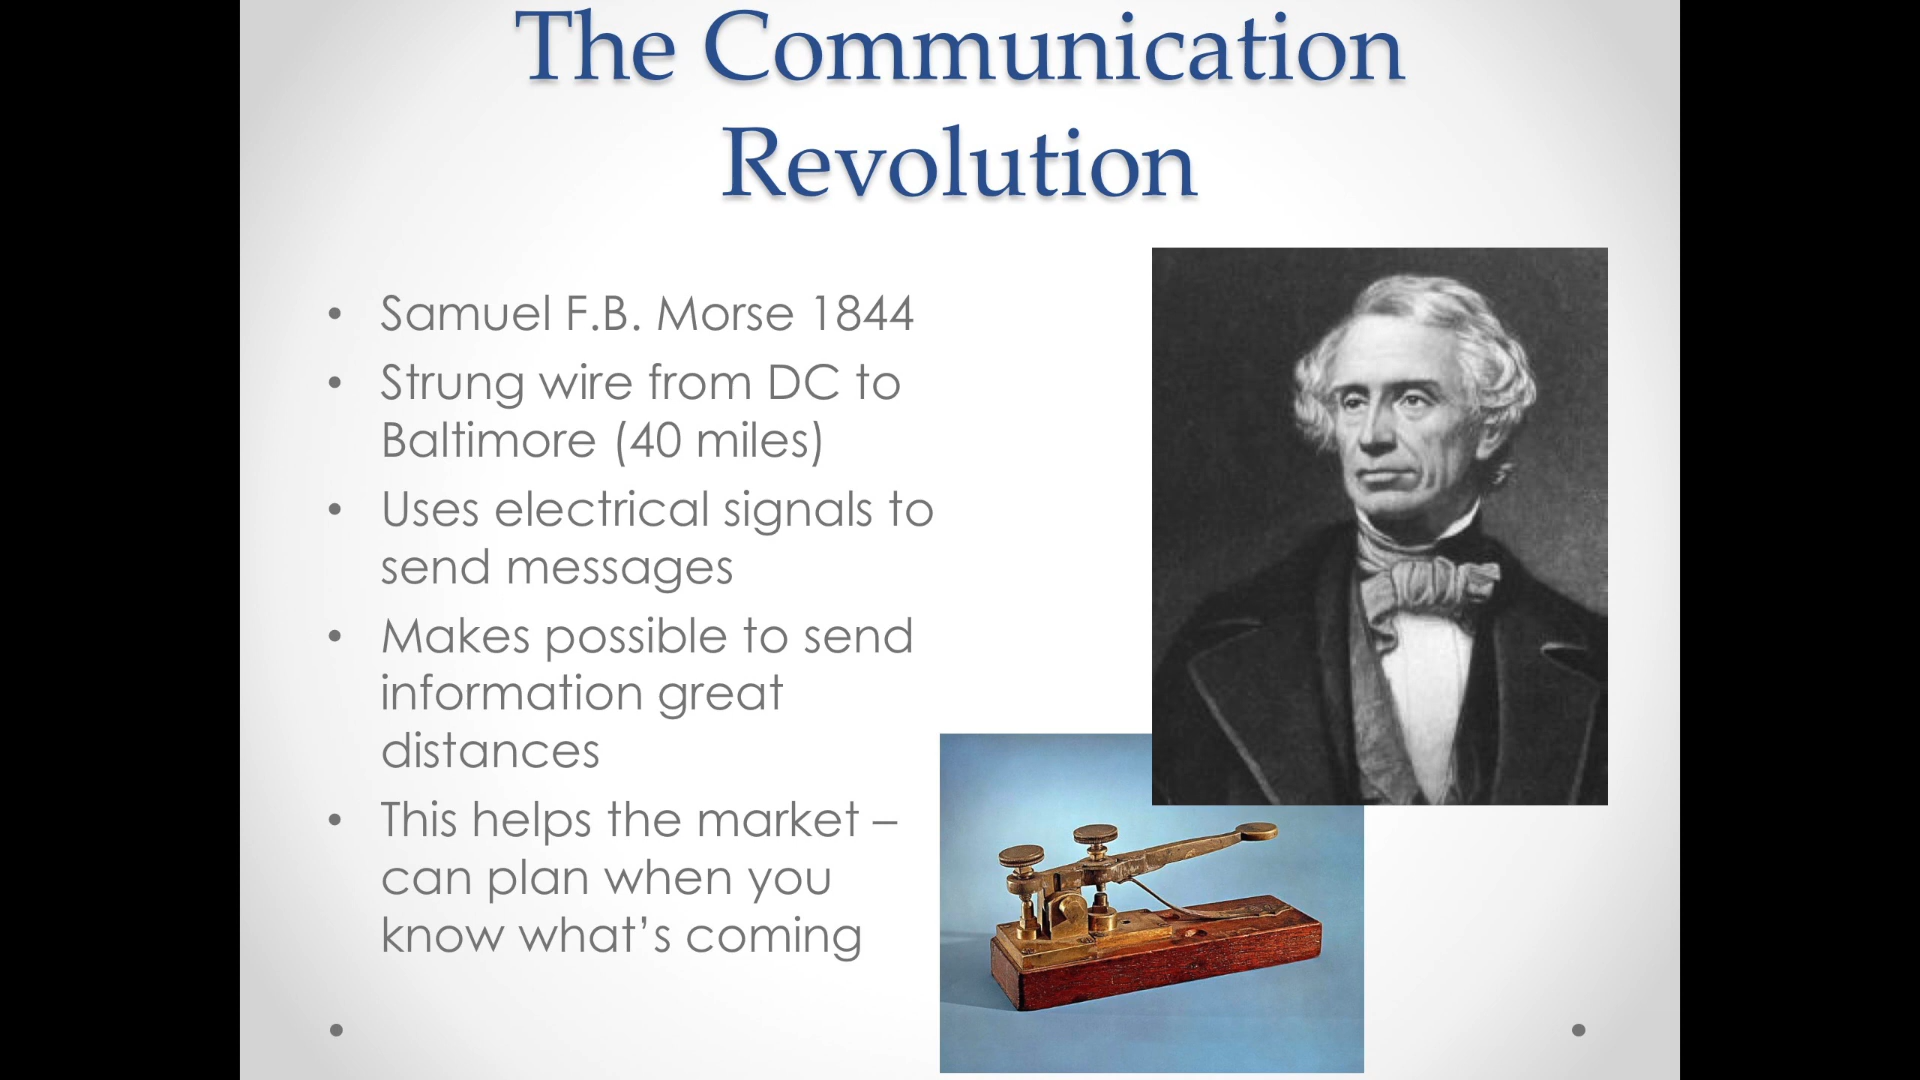 The Communication
Revolution
• Samuel F.B. Morse 1844
• Strung wire from DC to
Baltimore (40 miles)
• Uses electrical signals to
send messages
• Makes possible to send
information great
distances
• This helps the market –
can plan when you
know what’s coming